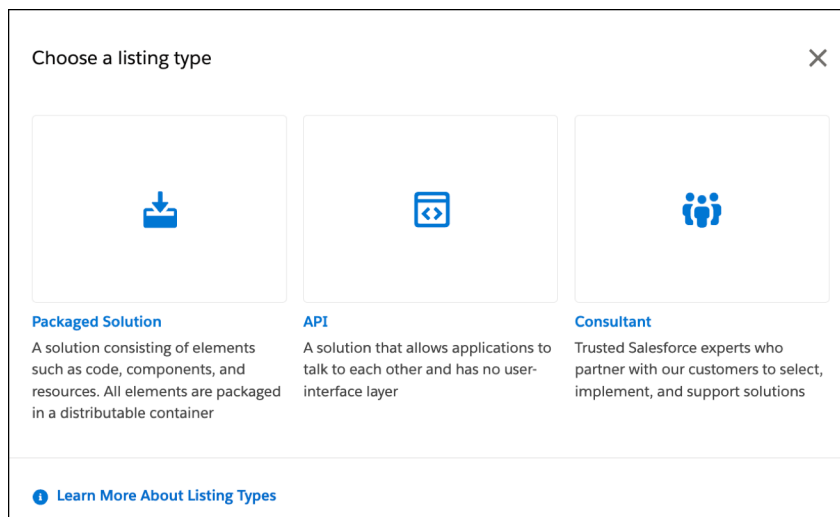 Choose a listing type
Packaged Solution
A solution consisting of elements
such as code, components, and
resources. All elements are packaged
in a distributable container
API
A solution that allows applications to
talk to each other and has no user-
interface layer
Consultant
Trusted Salesforce experts who
partner with our customers to select,
implement, and support solutions
Learn More About Listing Types